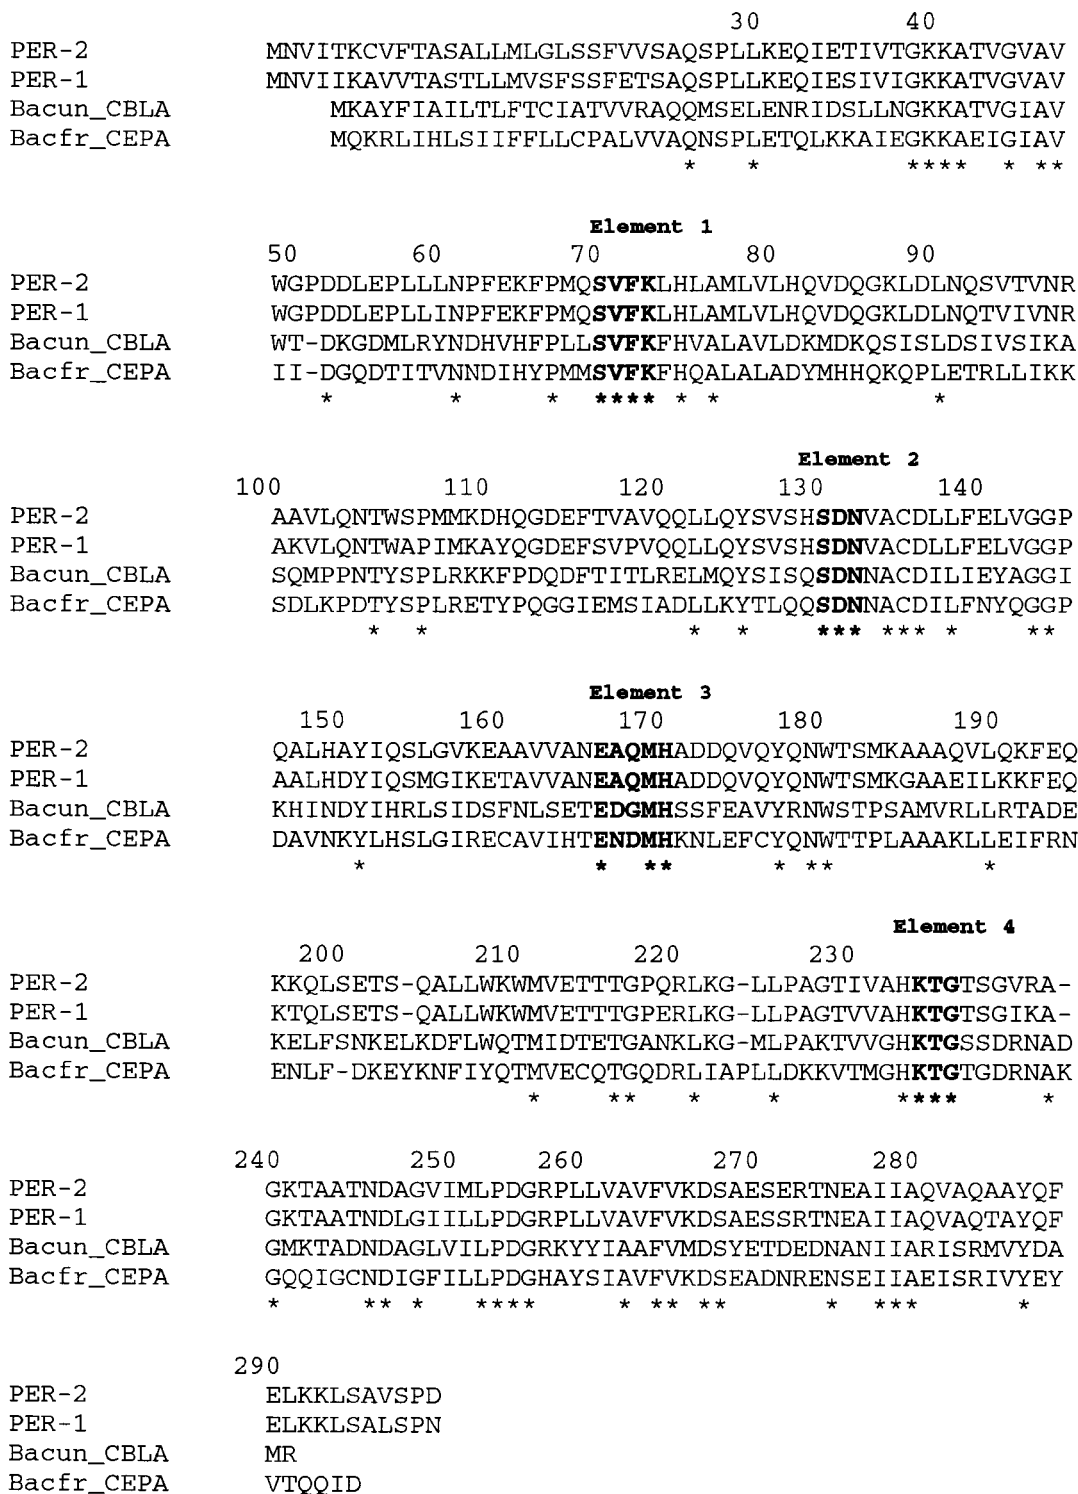 30 40
PER-2 MNVITKCVFTASALLMLGLSSFVVSAQSPLLKEQIETIVTGKKATVGVAV
PER-1 MNVIIKAVVTASTLLMVSFSSFETSAQSPLLKEQIESIVIGKKATVGVAV
Bacun_CBLA MKAYFIAILTLFTCIATVVRAQQMSELENRIDSLLNGKKATVGIAV
Bacfr_CEPA MQKRLIHLSIIFFLLCPALVVAQNSPLETQLKKAIEGKKAEIGIAV
* * **** * **
Element 1
50 60 70 80 90
PER-2 WGPDDLEPLLLNPFEKFPMQSVFKLHLAMLVLHQVDQGKLDLNQSVTVNR
PER-1 WGPDDLEPLLINPFEKFPMQSVFKLHLAMLVLHQVDQGKLDLNQTVIVNR
Bacun_CBLA WT-DKGDMLRYNDHVHFPLLSVFKFHVALAVLDKMDKQSISLDSIVSIKA
Bacfr_CEPA II-DGQDTITVNNDIHYPMMSVFKFHQALALADYMHHQKQPLETRLLIKK
* * * **** * * *
Element 2
100 110 120 130 140
PER-2 AAVLQNTWSPMMKDHQGDEFTVAVQQLLQYSVSHSDNVACDLLFELVGGP
PER-1 AKVLQNTWAPIMKAYQGDEFSVPVQQLLQYSVSHSDNVACDLLFELVGGP
Bacun_CBLA SQMPPNTYSPLRKKFPDQDFTITLRELMQYSISQSDNNACDILIEYAGGI
Bacfr_CEPA SDLKPDTYSPLRETYPQGGIEMSIADLLKYTLQQSDNNACDILFNYQGGP
* * * * *** *** * **
Element 3
150 160 170 180 190
PER-2 QALHAYIQSLGVKEAAVVANEAQMHADDQVQYQNWTSMKAAAQVLQKFEQ
PER-1 AALHDYIQSMGIKETAVVANEAQMHADDQVQYQNWTSMKGAAEILKKFEQ
Bacun_CBLA KHINDYIHRLSIDSFNLSETEDGMHSSFEAVYRNWSTPSAMVRLLRTADE
Bacfr_CEPA DAVNKYLHSLGIRECAVIHTENDMHKNLEFCYQNWTTPLAAAKLLEIFRN
* * ** * ** *
Element 4
200 210 220 230
PER-2 KKQLSETS-QALLWKWMVETTTGPQRLKG-LLPAGTIVAHKTGTSGVRA-
PER-1 KTQLSETS-QALLWKWMVETTTGPERLKG-LLPAGTVVAHKTGTSGIKA-
Bacun_CBLA KELFSNKELKDFLWQTMIDTETGANKLKG-MLPAKTVVGHKTGSSDRNAD
Bacfr_CEPA ENLF-DKEYKNFIYQTMVECQTGQDRLIAPLLDKKVTMGHKTGTGDRNAK
* ** * * **** *
240 250 260 270 280
PER-2 GKTAATNDAGVIMLPDGRPLLVAVFVKDSAESERTNEAIIAQVAQAAYQF
PER-1 GKTAATNDLGIILLPDGRPLLVAVFVKDSAESSRTNEAIIAQVAQTAYQF
Bacun_CBLA GMKTADNDAGLVILPDGRKYYIAAFVMDSYETDEDNANIIARISRMVYDA
Bacfr_CEPA GQQIGCNDIGFILLPDGHAYSIAVFVKDSEADNRENSEIIAEISRIVYEY
* ** * **** * ** ** * *** *
290
PER-2 ELKKLSAVSPD
PER-1 ELKKLSALSPN
Bacun_CBLA MR
Bacfr_CEPA VTQQID